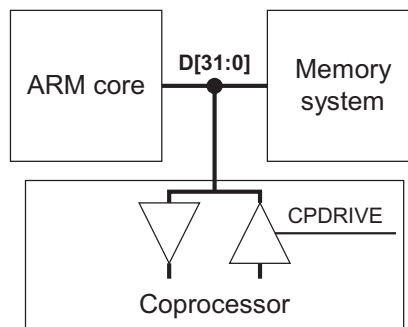 ARM core
D[31:0]
Memory
system
CPDRIVE
Coprocessor